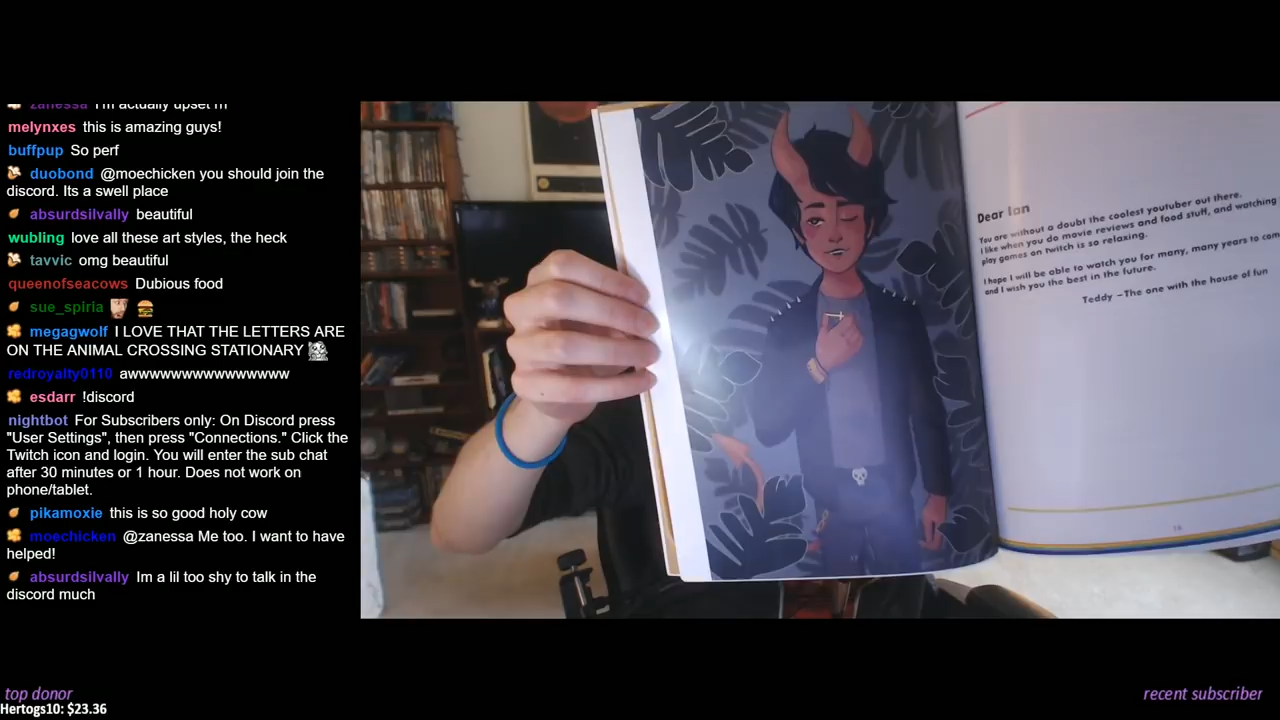 zanessa I'm actually upset m
melynxes this is amazing guys!
buffpup So perf
duobond @moechicken you should join the
discord. Its a swell place
absurdsilvally beautiful
wubling love all these art styles, the heck
tavvic omg beautiful
queenofseacows Dubious food
sue_spiria
megagwolf I LOVE THAT THE LETTERS ARE
ON THE ANIMAL CROSSING STATIONARY
redroyalty0110 awwwwwwwwwwwwwww
esdarr !discord
nightbot For Subscribers only: On Discord press
"User Settings", then press "Connections." Click the
Twitch icon and login. You will enter the sub chat
after 30 minutes or 1 hour. Does not work on
phone/tablet.
pikamoxie this is so good holy cow
moechicken @zanessa Me too. I want to have
helped!
absurdsilvally Im a lil too shy to talk in the
discord much
Dear Ian
You are without a doubt the coolest youtuber out there.
I like when you do movie reviews and food stuff, and watching
play games on twitch is so relaxing.
I hope I will be able to watch you for many, many years to com
and I wish you the best in the future.
Teddy -The one with the house of fun
top donor
Hertogs10: $23.36
recent subscriber